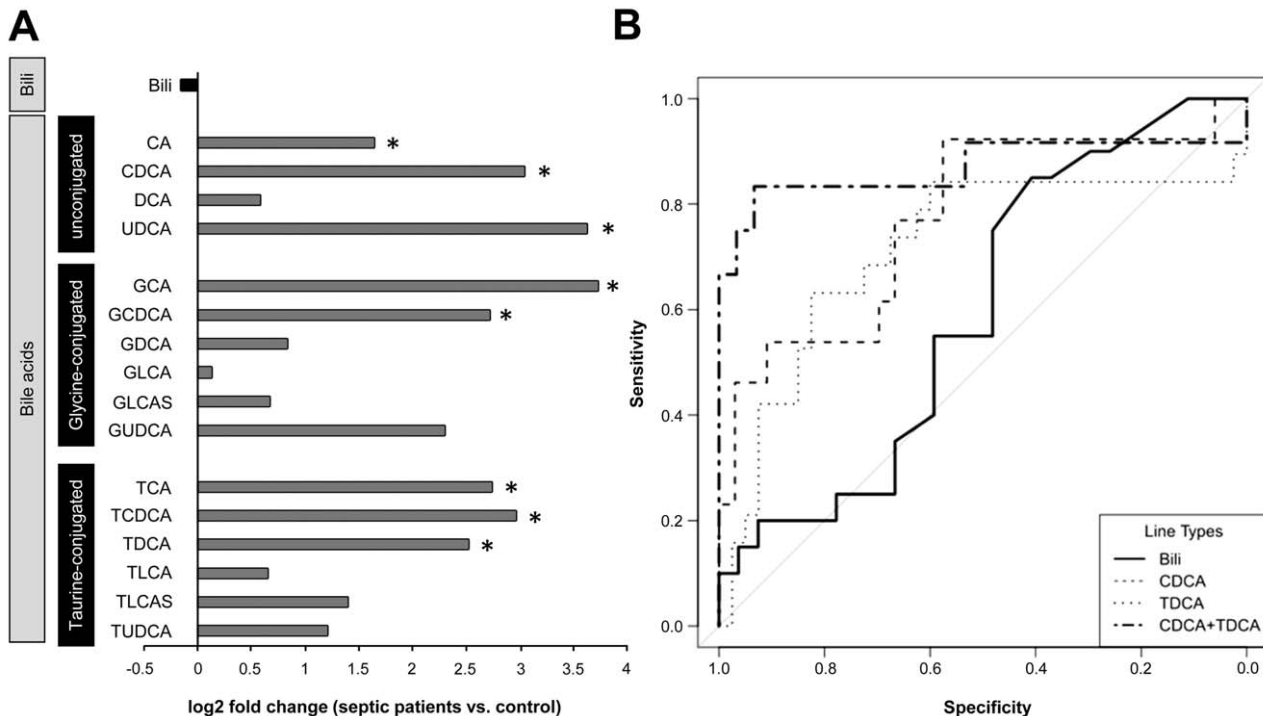 A
Bili
Bile acids
unconjugated
Glycine-conjugated
Taurine-conjugated
Bili
CA *
CDCA *
DCA
UDCA *
GCA *
GCDCA *
GDCA
GLCA
GLCAS
GUDCA
TCA *
TCDCA *
TDCA *
TLCA
TLCAS
TUDCA
-0.5 0 0.5 1 1.5 2 2.5 3 3.5 4
log2 fold change (septic patients vs. control)
B
Sensitivity
1.0
0.8
0.6
0.4
0.2
0.0
1.0 0.8 0.6 0.4 0.2 0.0
Specificity
Line Types
Bili
CDCA
TDCA
CDCA+TDCA